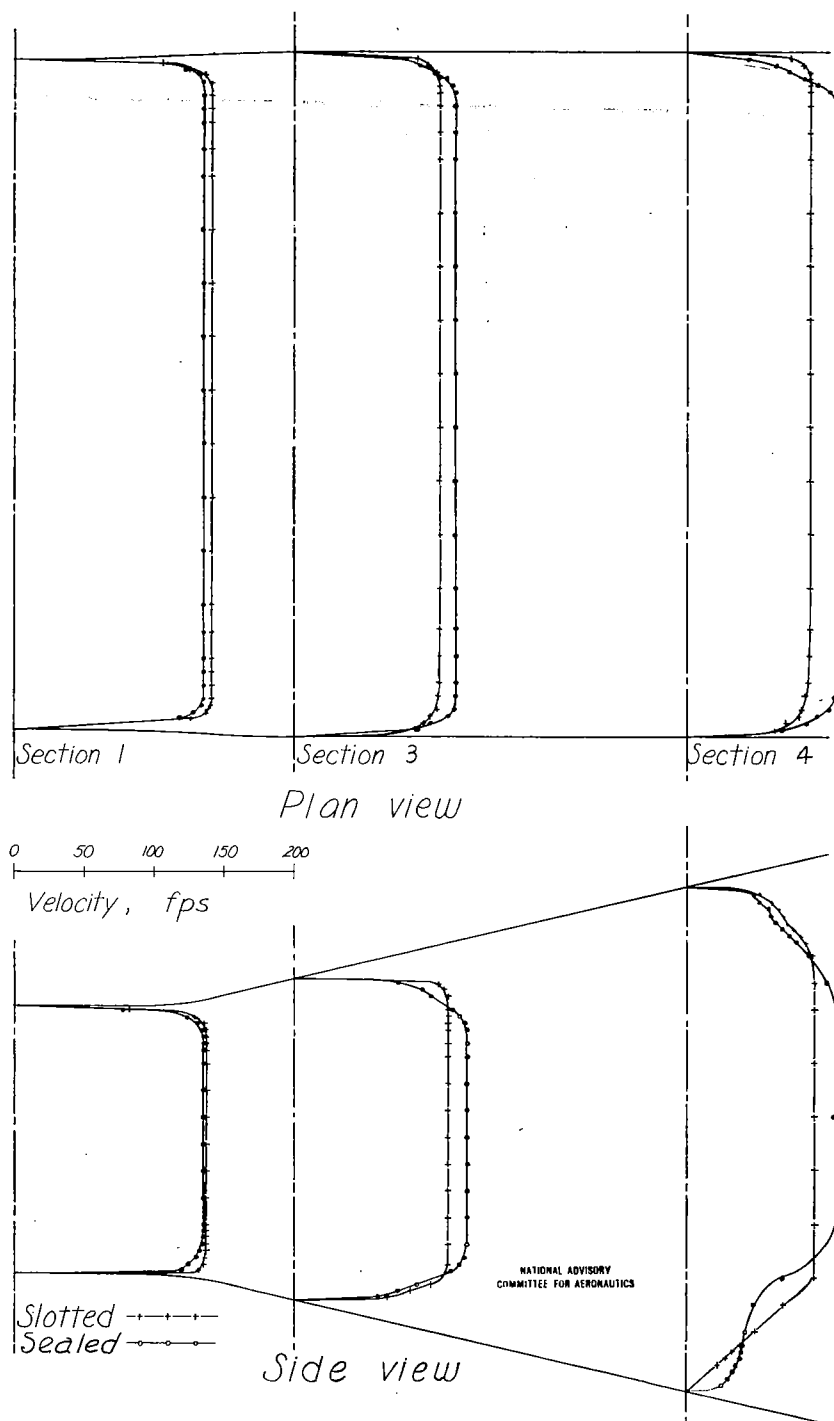 Section 1
Section 3
Section 4
Plan view
0 50 100 150 200
Velocity, fps
NATIONAL ADVISORY
COMMITTEE FOR AERONAUTICS
Slotted
Sealed
Side view